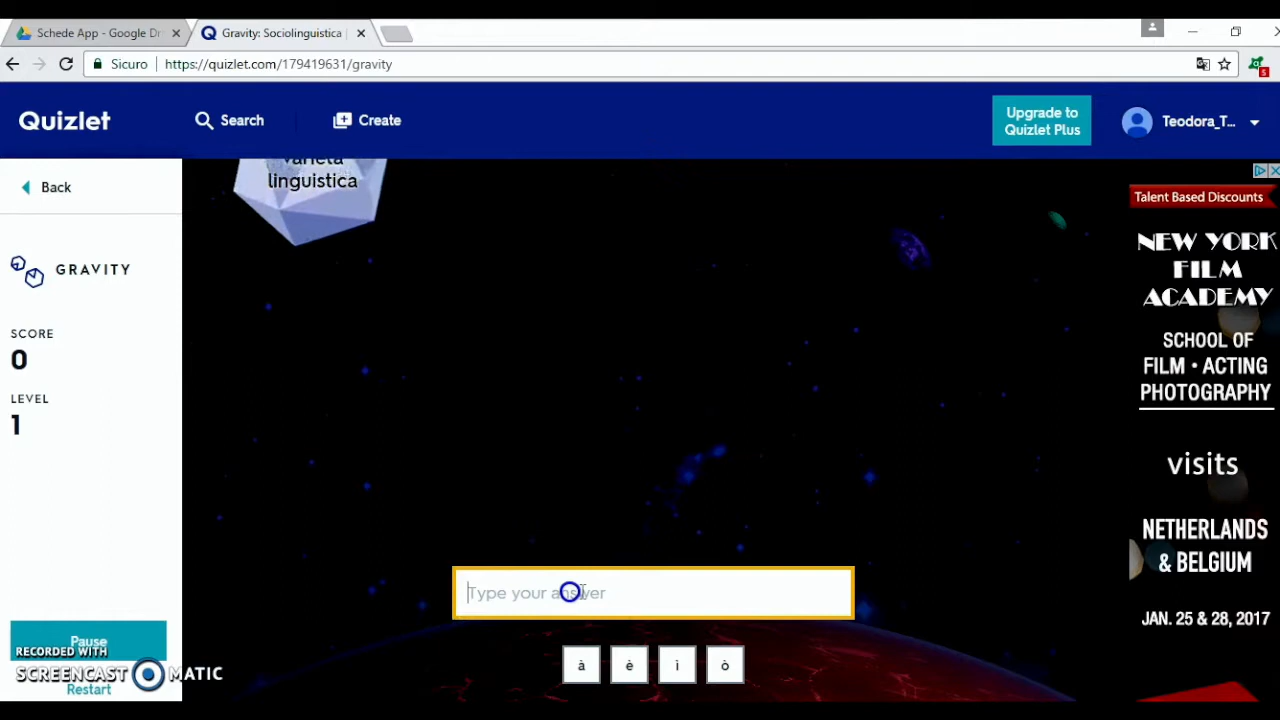 Schede App - Google Dr
Gravity: Sociolinguistica
Sicuro
https://quizlet.com/179419631/gravity
5
Quizlet
Search
Create
Upgrade to
Quizlet Plus
Teodora_T...
Back
GRAVITY
SCORE
0
LEVEL
1
Pause
Restart
RECORDED WITH
SCREENCAST MATIC
varietà
linguistica
Type your answer
à
è
ì
ò
Talent Based Discounts
NEW YORK
FILM
ACADEMY
SCHOOL OF
FILM • ACTING
PHOTOGRAPHY
visits
NETHERLANDS
& BELGIUM
JAN. 25 & 28, 2017